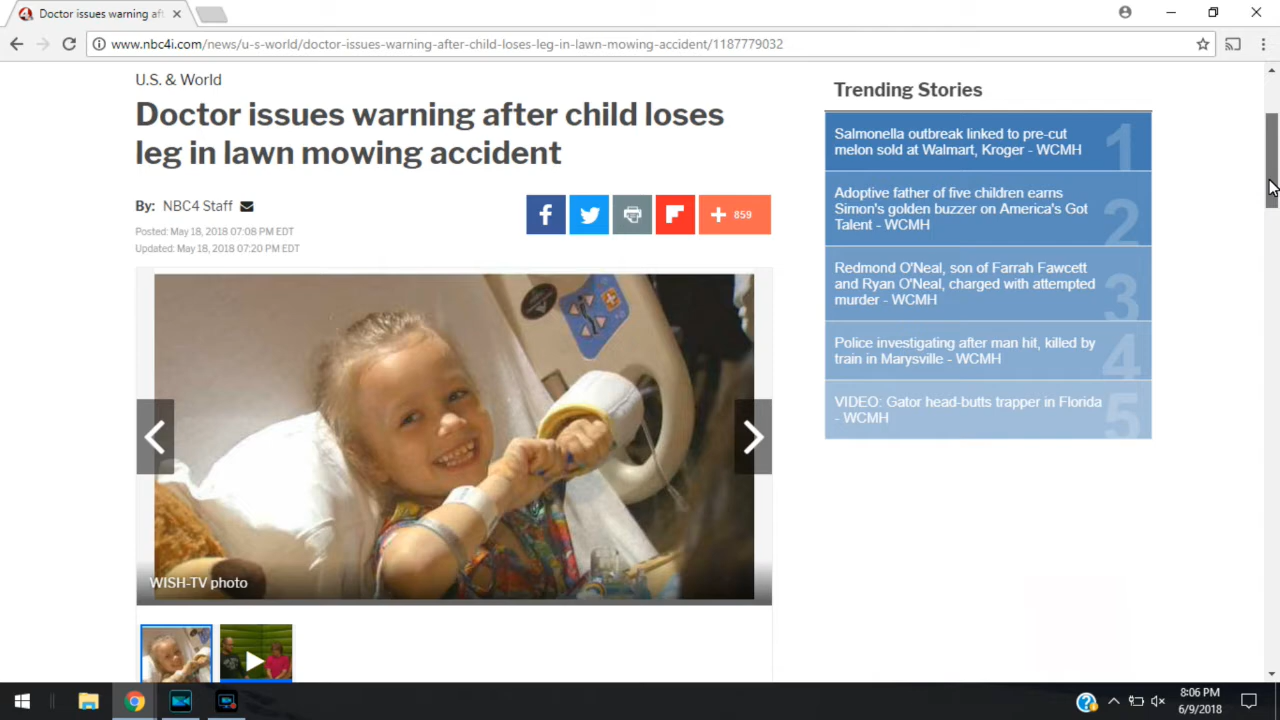 Doctor issues warning aft
www.nbc4i.com/news/u-s-world/doctor-issues-warning-after-child-loses-leg-in-lawn-mowing-accident/1187779032
U.S. & World
Doctor issues warning after child loses
leg in lawn mowing accident
By: NBC4 Staff
Posted: May 18, 2018 07:08 PM EDT
Updated: May 18, 2018 07:20 PM EDT
859
WISH-TV photo
Trending Stories
Salmonella outbreak linked to pre-cut
melon sold at Walmart, Kroger - WCMH
1
Adoptive father of five children earns
Simon's golden buzzer on America's Got
Talent - WCMH
2
Redmond O'Neal, son of Farrah Fawcett
and Ryan O'Neal, charged with attempted
murder - WCMH
3
Police investigating after man hit, killed by
train in Marysville - WCMH
4
VIDEO: Gator head-butts trapper in Florida
- WCMH
5
8:06 PM
6/9/2018